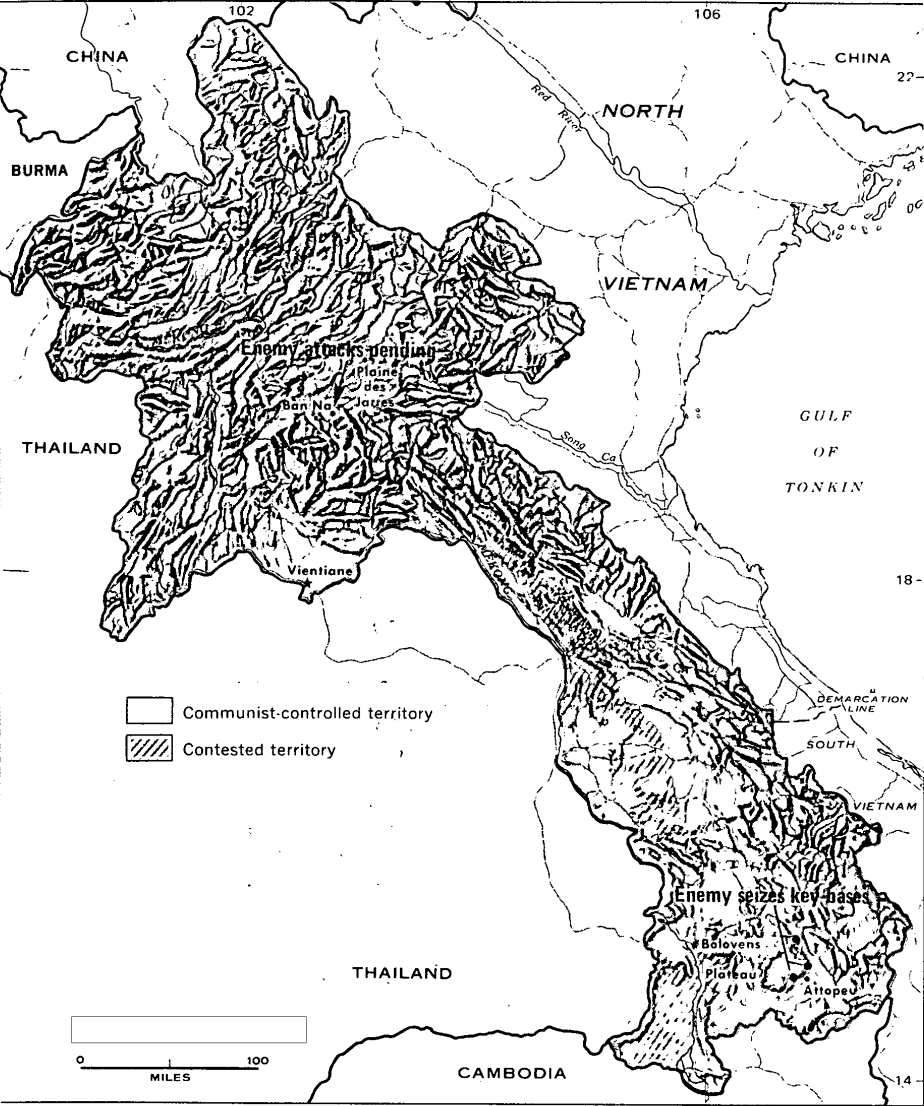 102
106
CHINA
CHINA
22
Red
River
NORTH
BURMA
VIETNAM
Enemy attacks pending
Plaine
des
Jarres
Ban Na
GULF
OF
TONKIN
THAILAND
Song Ca
Vientiane
18
Communist-controlled territory
Contested territory
DEMARCATION
LINE
SOUTH
VIETNAM
Enemy seizes key bases
Bolovens
Plateau
Attopeu
THAILAND
0 100
MILES
CAMBODIA
14